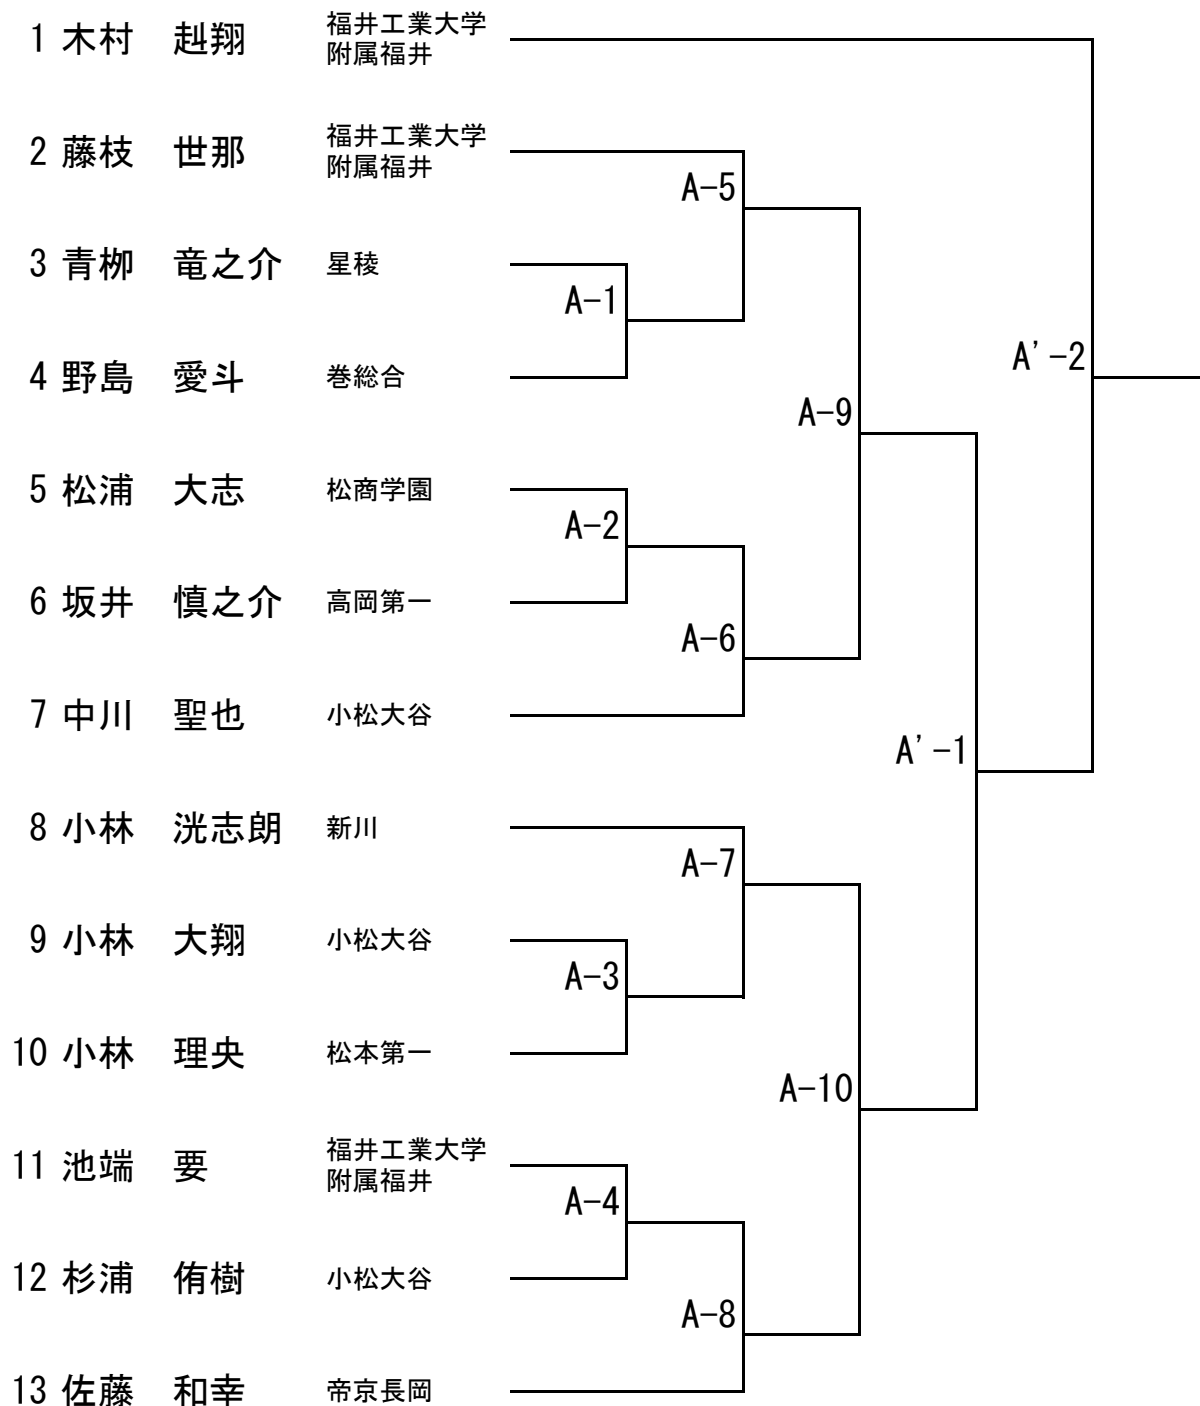 福井工業大学
1 木村 赳翔
附属福井
福井工業大学
2 藤枝 世那
附属福井
A-5
3 青栁 竜之介 星稜
A-1
4 野島 愛斗 巻総合
A'-2
A-9
5 松浦 大志 松商学園
A-2
6 坂井 慎之介 高岡第一
A-6
7 中川 聖也 小松大谷
A'-1
8 小林 洸志朗 新川
A-7
9 小林 大翔 小松大谷
A-3
10 小林 理央 松本第一
A-10
福井工業大学
11 池端 要
附属福井
A-4
12 杉浦 侑樹 小松大谷
A-8
13 佐藤 和幸 帝京長岡